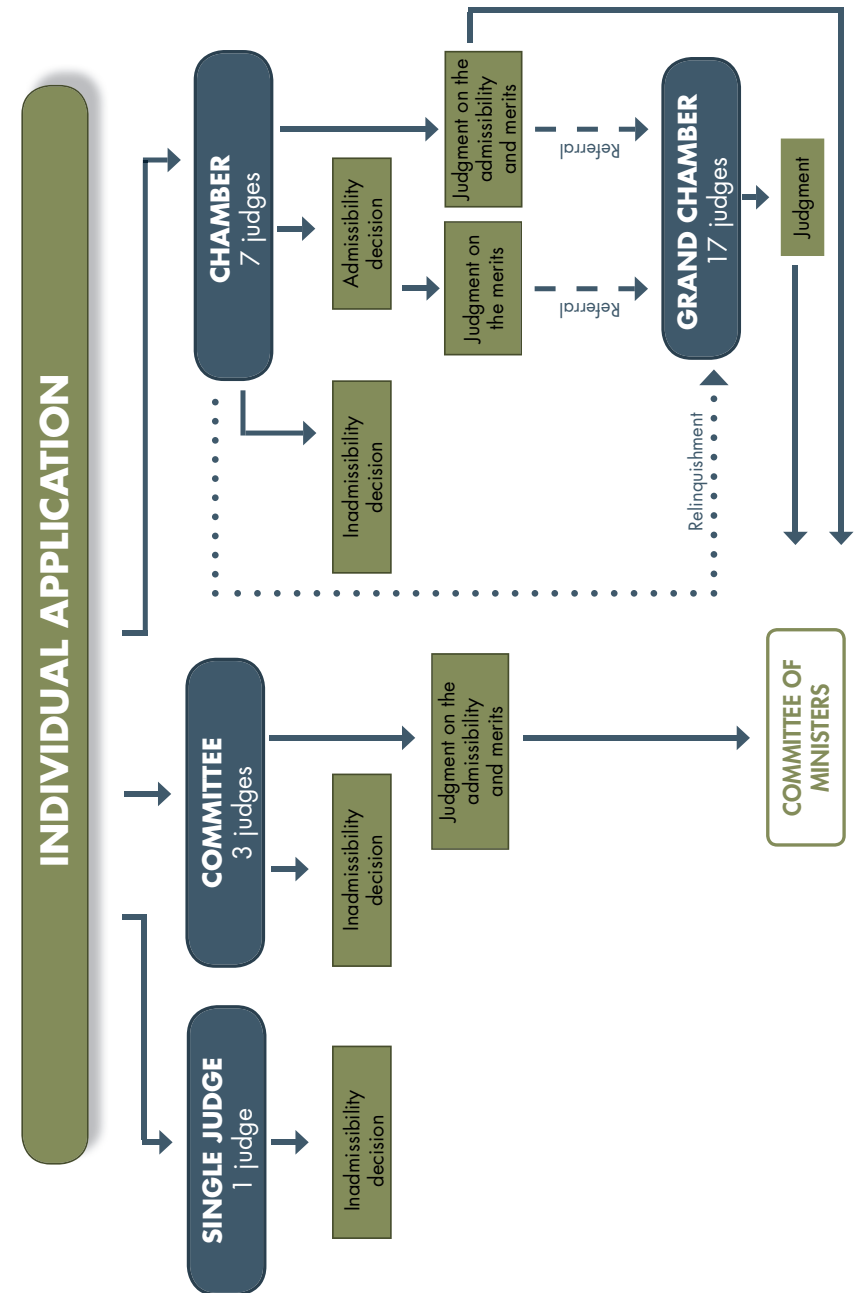 INDIVIDUAL APPLICATION
SINGLE JUDGE
1 judge
COMMITTEE
3 judges
CHAMBER
7 judges
Inadmissibility
decision
Inadmissibility
decision
Inadmissibility
decision
Admissibility
decision
Judgment on the
admissibility
and merits
Judgment on
the merits
Judgment on the
admissibility
and merits
Referral
Referral
Relinquishment
GRAND CHAMBER
17 judges
COMMITTEE OF
MINISTERS
Judgment